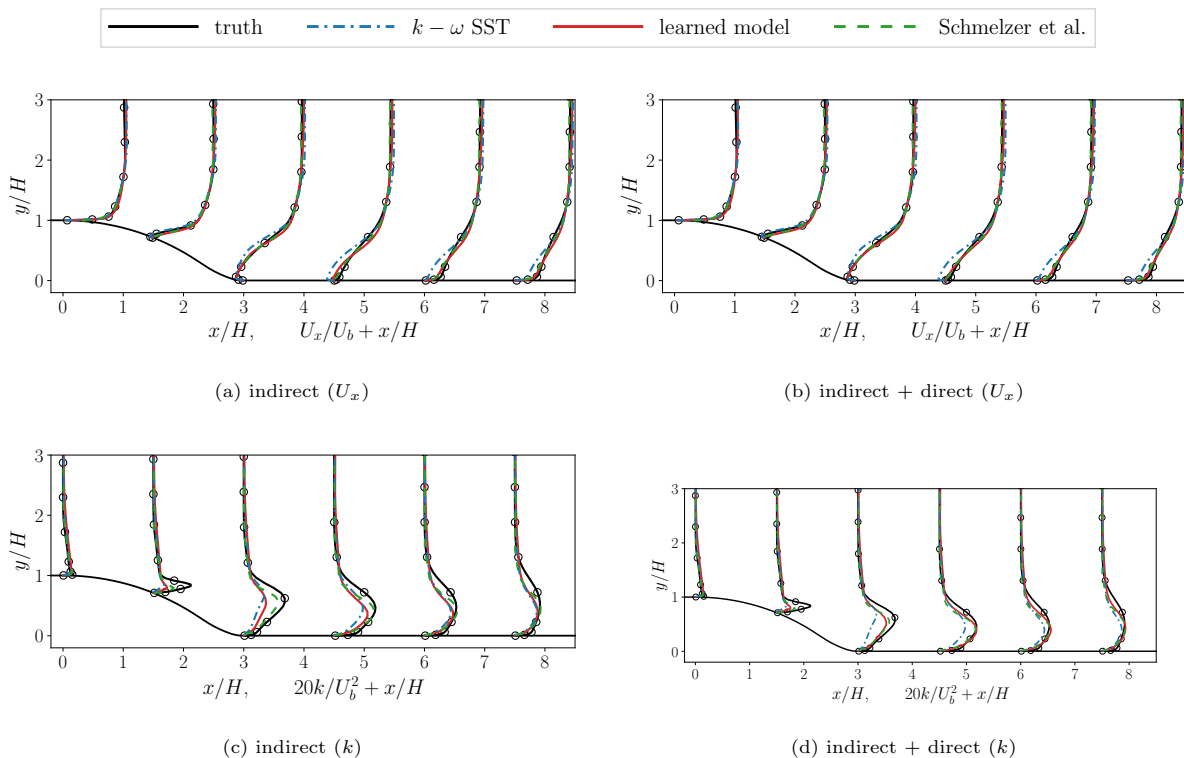 truth k − ω SST learned model Schmelzer et al.
3
2
1
0
y/H
0 1 2 3 4 5 6 7 8
x/H, U_x/U_b + x/H
(a) indirect (U_x)
3
2
1
0
y/H
0 1 2 3 4 5 6 7 8
x/H, U_x/U_b + x/H
(b) indirect + direct (U_x)
3
2
1
0
y/H
0 1 2 3 4 5 6 7 8
x/H, 20k/U_b^2 + x/H
(c) indirect (k)
3
2
1
0
y/H
0 1 2 3 4 5 6 7 8
x/H, 20k/U_b^2 + x/H
(d) indirect + direct (k)